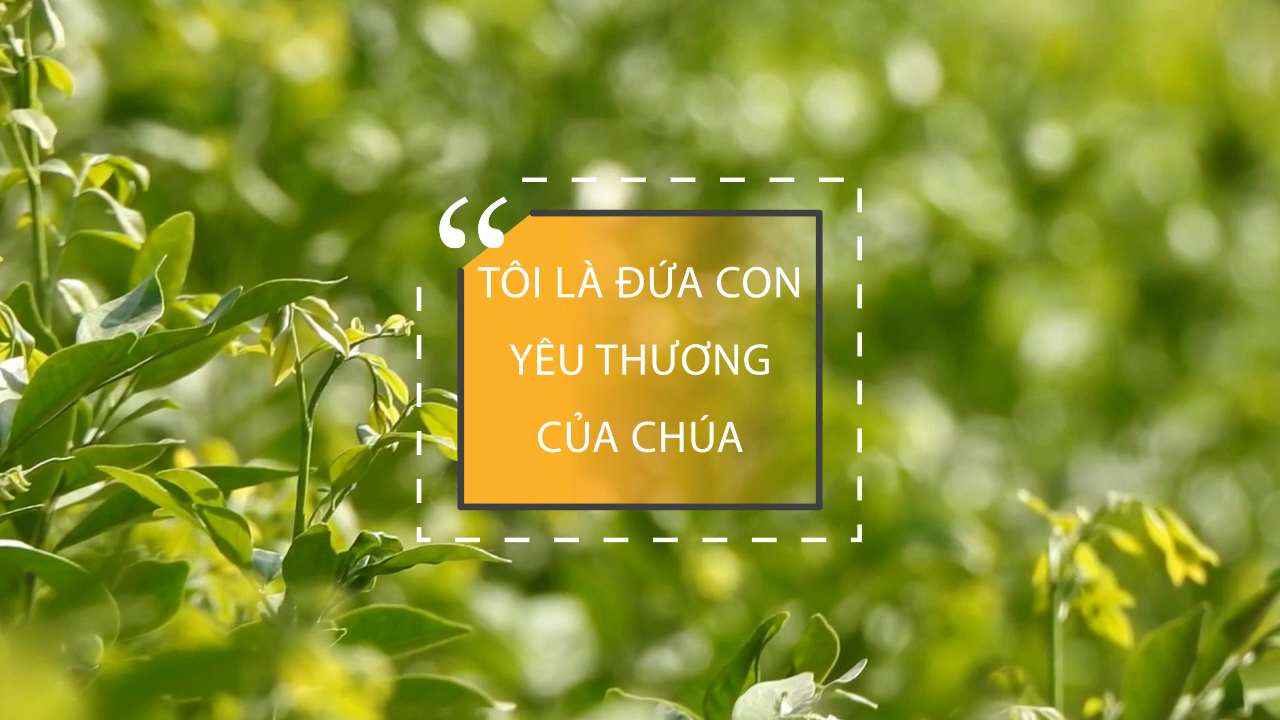 “
TÔI LÀ ĐỨA CON
YÊU THƯƠNG
CỦA CHÚA